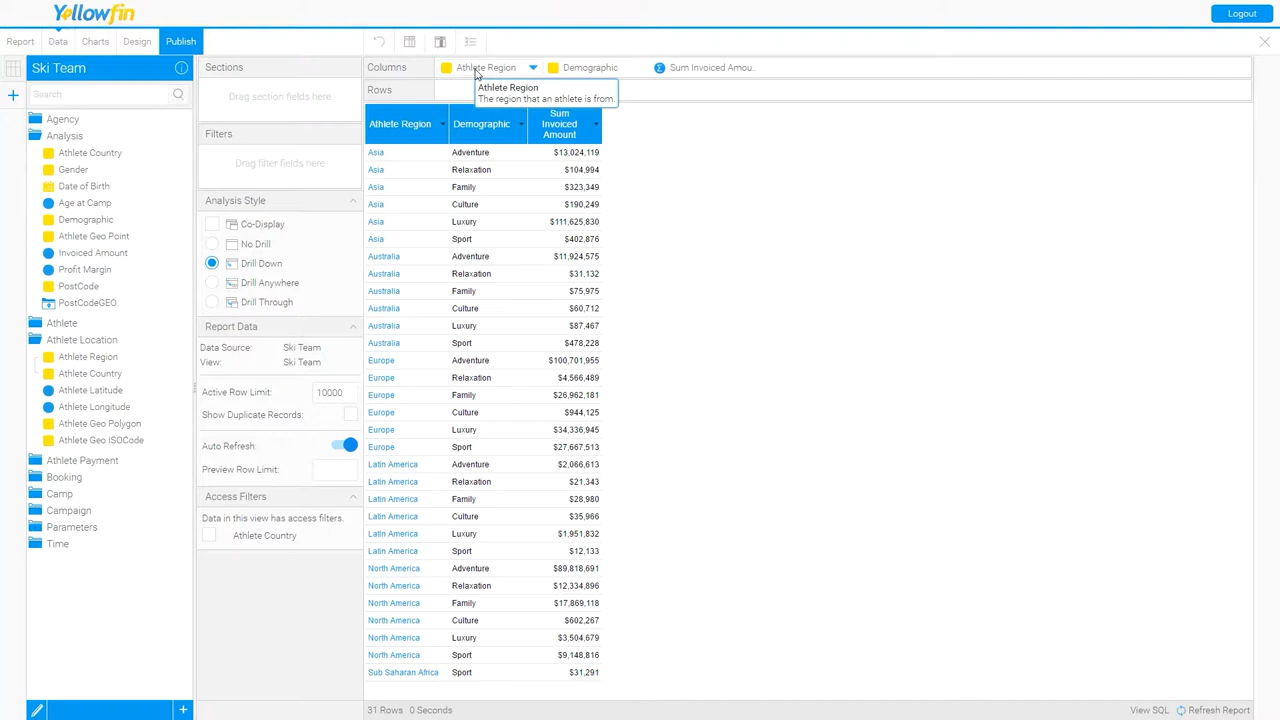 Yellowfin
Logout
Report Data Charts Design Publish
Ski Team
Search
Agency
Analysis
Athlete Country
Gender
Date of Birth
Age at Camp
Demographic
Athlete Geo Point
Invoiced Amount
Profit Margin
PostCode
PostCodeGEO
Athlete
Athlete Location
Athlete Region
Athlete Country
Athlete Latitude
Athlete Longitude
Athlete Geo Polygon
Athlete Geo ISOCode
Athlete Payment
Booking
Camp
Campaign
Parameters
Time
Sections
Drag section fields here
Filters
Drag filter fields here
Analysis Style
Co-Display
No Drill
Drill Down
Drill Anywhere
Drill Through
Report Data
Data Source: Ski Team
View: Ski Team
Active Row Limit: 10000
Show Duplicate Records:
Auto Refresh:
Preview Row Limit:
Access Filters
Data in this view has access filters.
Athlete Country
Columns Athlete Region Demographic Sum Invoiced Amou..
Rows
Athlete Region
The region that an athlete is from.
Athlete Region Demographic Sum Invoiced Amount
Asia Adventure $13,024,119
Asia Relaxation $104,994
Asia Family $323,349
Asia Culture $190,249
Asia Luxury $111,625,830
Asia Sport $402,876
Australia Adventure $11,924,575
Australia Relaxation $31,132
Australia Family $75,975
Australia Culture $60,712
Australia Luxury $87,467
Australia Sport $478,228
Europe Adventure $100,701,955
Europe Relaxation $4,566,489
Europe Family $26,962,181
Europe Culture $944,125
Europe Luxury $34,336,945
Europe Sport $27,667,513
Latin America Adventure $2,066,613
Latin America Relaxation $21,343
Latin America Family $28,980
Latin America Culture $35,966
Latin America Luxury $1,951,832
Latin America Sport $12,133
North America Adventure $89,818,691
North America Relaxation $12,334,896
North America Family $17,869,118
North America Culture $602,267
North America Luxury $3,504,679
North America Sport $9,148,816
Sub Saharan Africa Sport $31,291
31 Rows 0 Seconds
View SQL Refresh Report